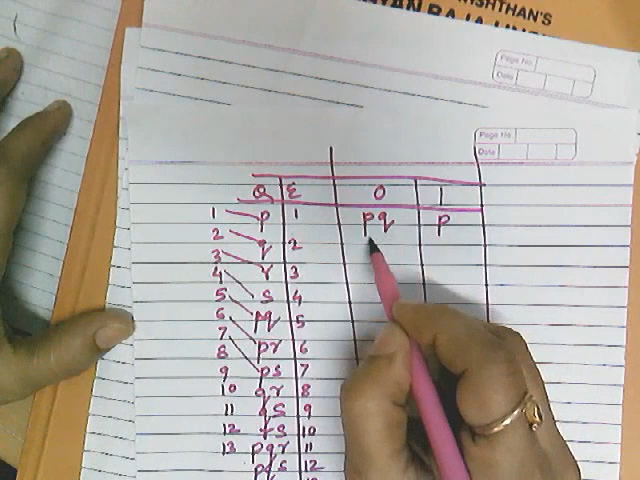 SHTHAN'S
Page No.
Date
Page No
Date
Q Σ 0 1
1 p 1 pq p
2 q 2
3 r 3
4 s 4
5 pq 5
6 pr 6
7
8 ps 7
9 qr 8
10 qs 9
11 rs 10
12 pqr 11
13 pqs 12